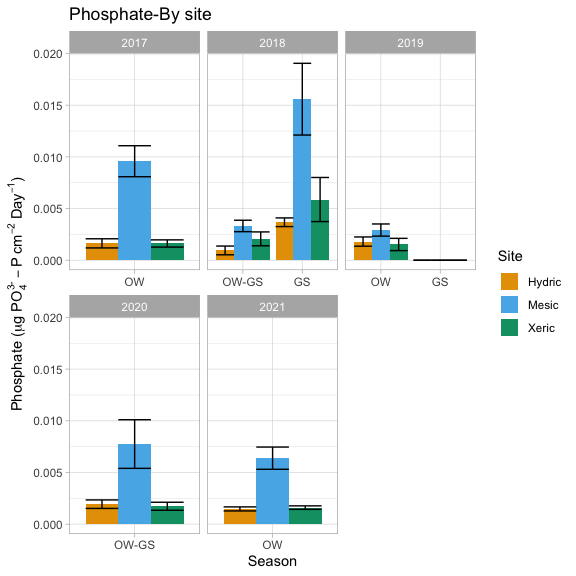 Phosphate-By site
2017 2018 2019
0.020
0.015
0.010
0.005
0.000
OW OW-GS GS OW GS
2020 2021
0.020
0.015
0.010
0.005
0.000
OW-GS OW
Season
Phosphate (μg PO₄³⁻ – P cm⁻² Day⁻¹)
Site
Hydric
Mesic
Xeric